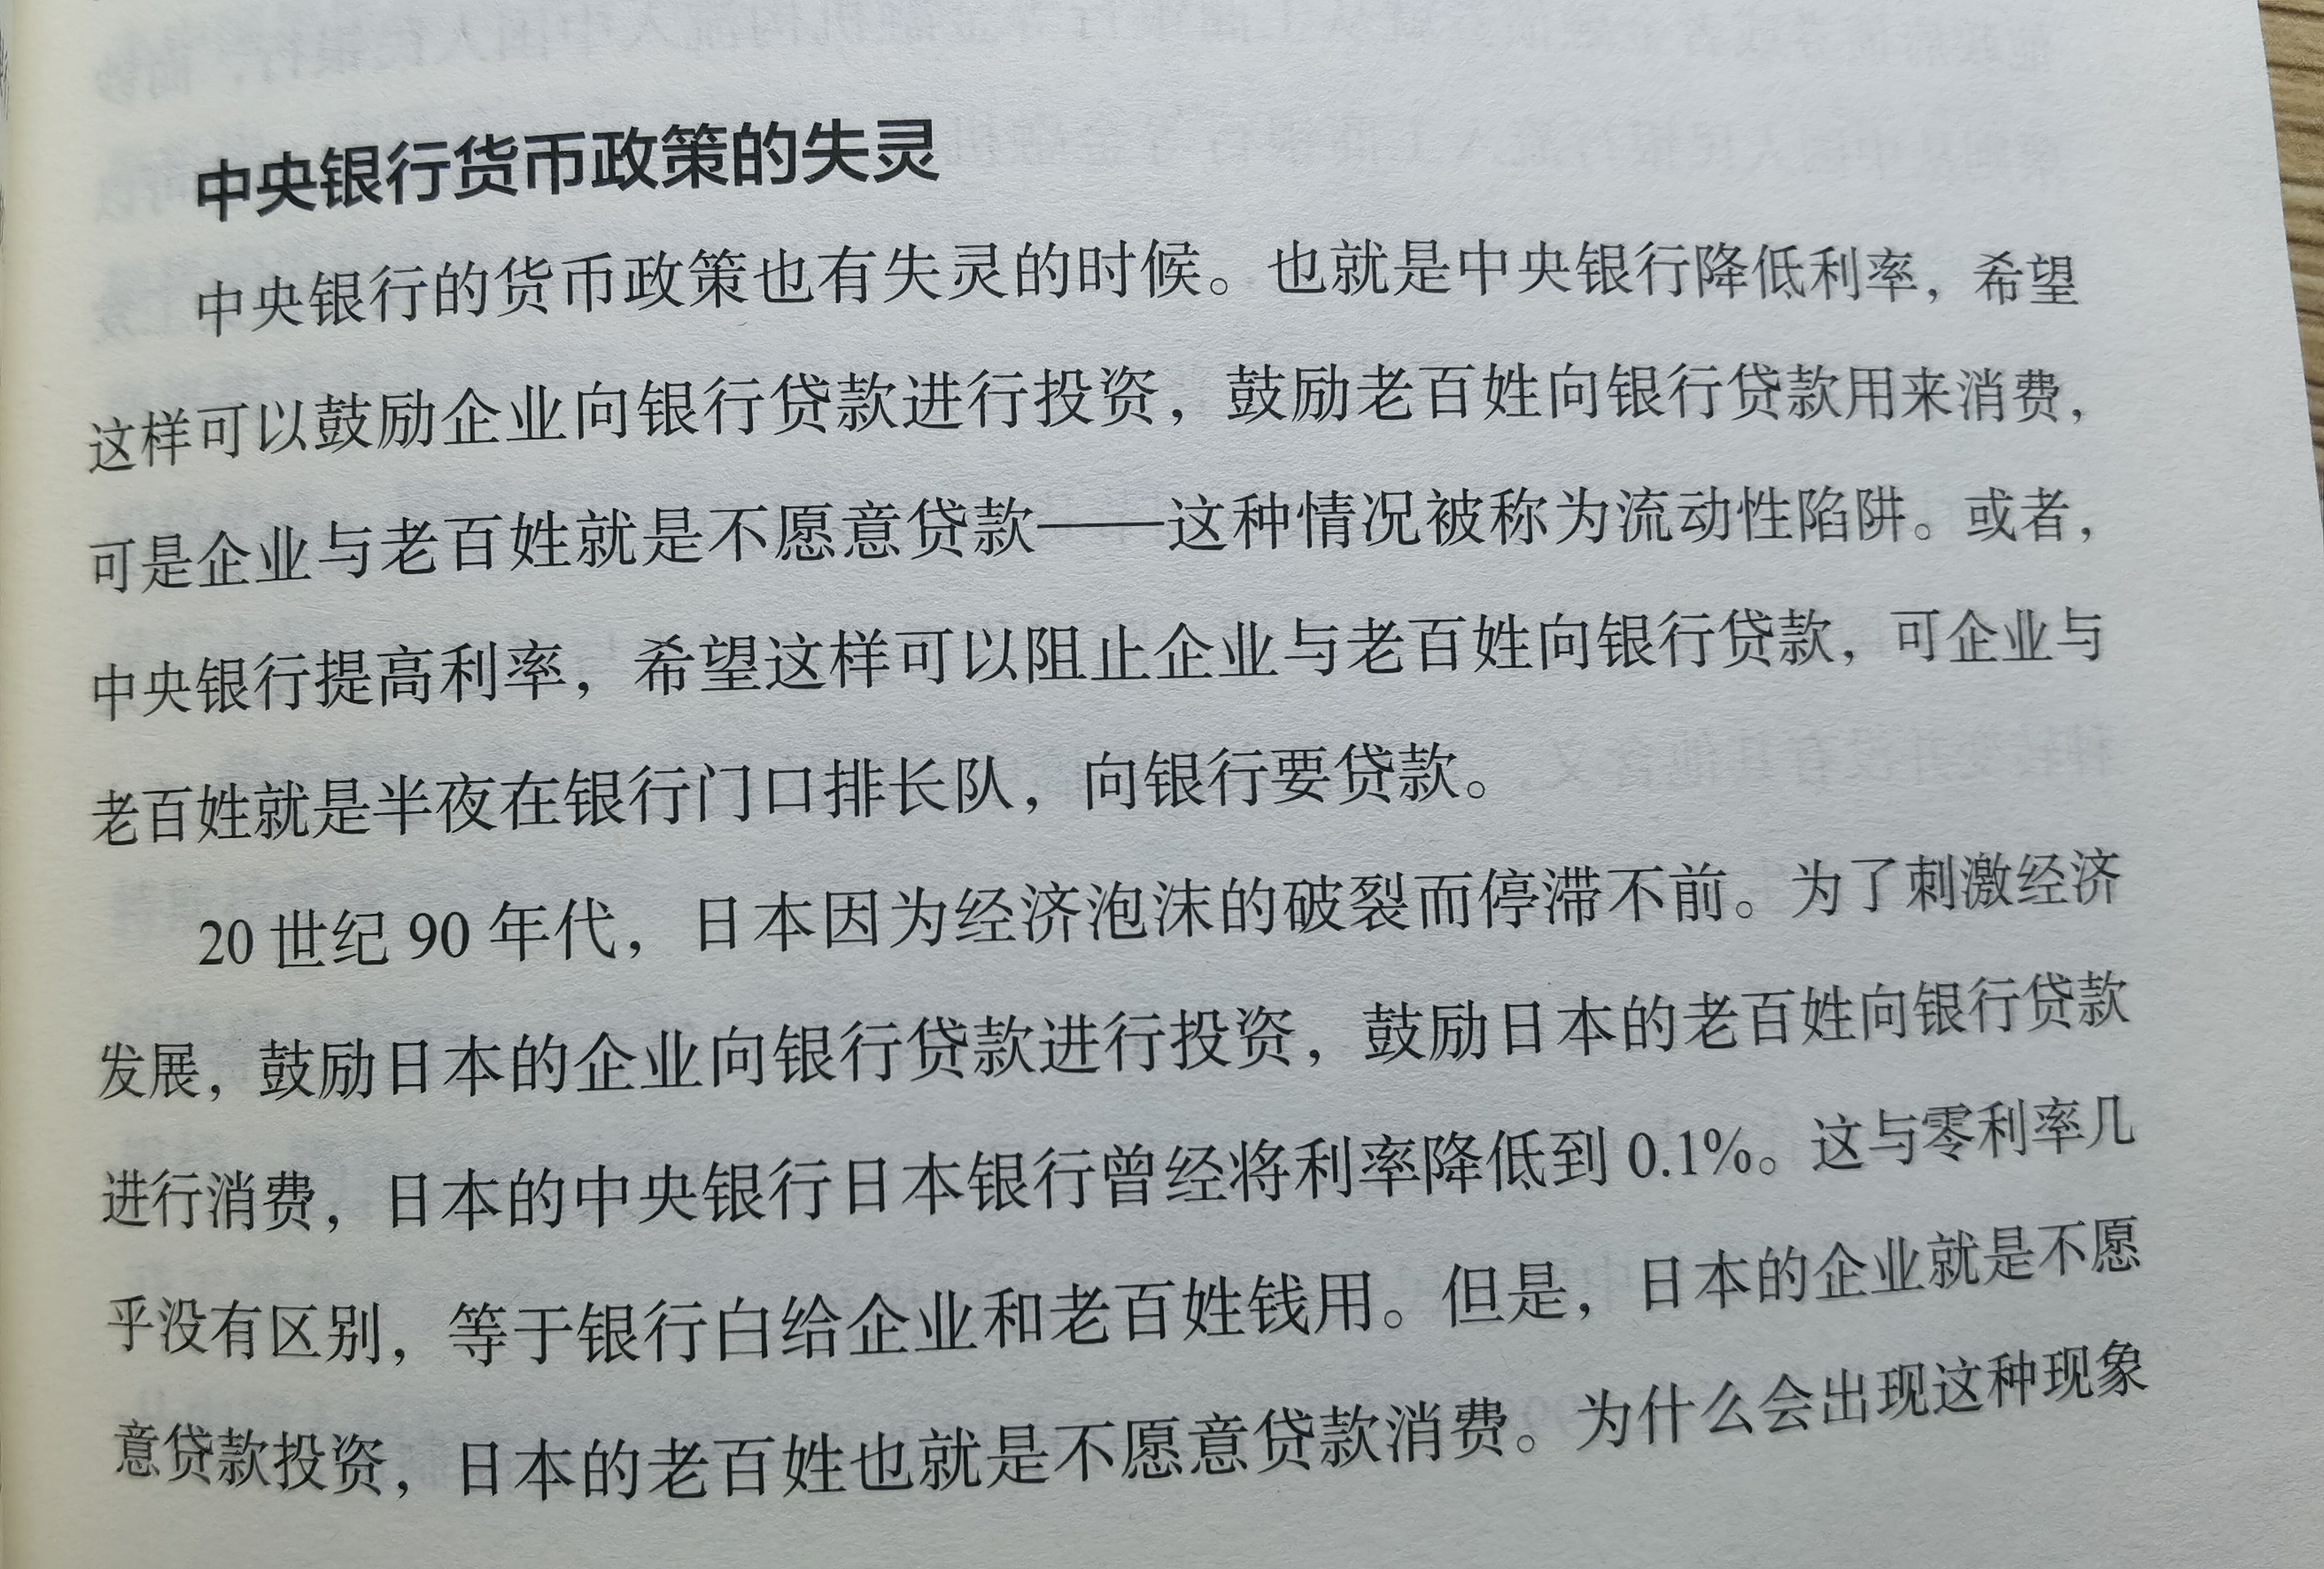 中央银行货币政策的失灵
中央银行的货币政策也有失灵的时候。也就是中央银行降低利率，希望
这样可以鼓励企业向银行贷款进行投资，鼓励老百姓向银行贷款用来消费，
可是企业与老百姓就是不愿意贷款——这种情况被称为流动性陷阱。或者，
中央银行提高利率，希望这样可以阻止企业与老百姓向银行贷款，可企业与
老百姓就是半夜在银行门口排长队，向银行要贷款。
20 世纪 90 年代，日本因为经济泡沫的破裂而停滞不前。为了刺激经济
发展，鼓励日本的企业向银行贷款进行投资，鼓励日本的老百姓向银行贷款
进行消费，日本的中央银行日本银行曾经将利率降低到 0.1%。这与零利率几
乎没有区别，等于银行白给企业和老百姓钱用。但是，日本的企业就是不愿
意贷款投资，日本的老百姓也就是不愿意贷款消费。为什么会出现这种现象